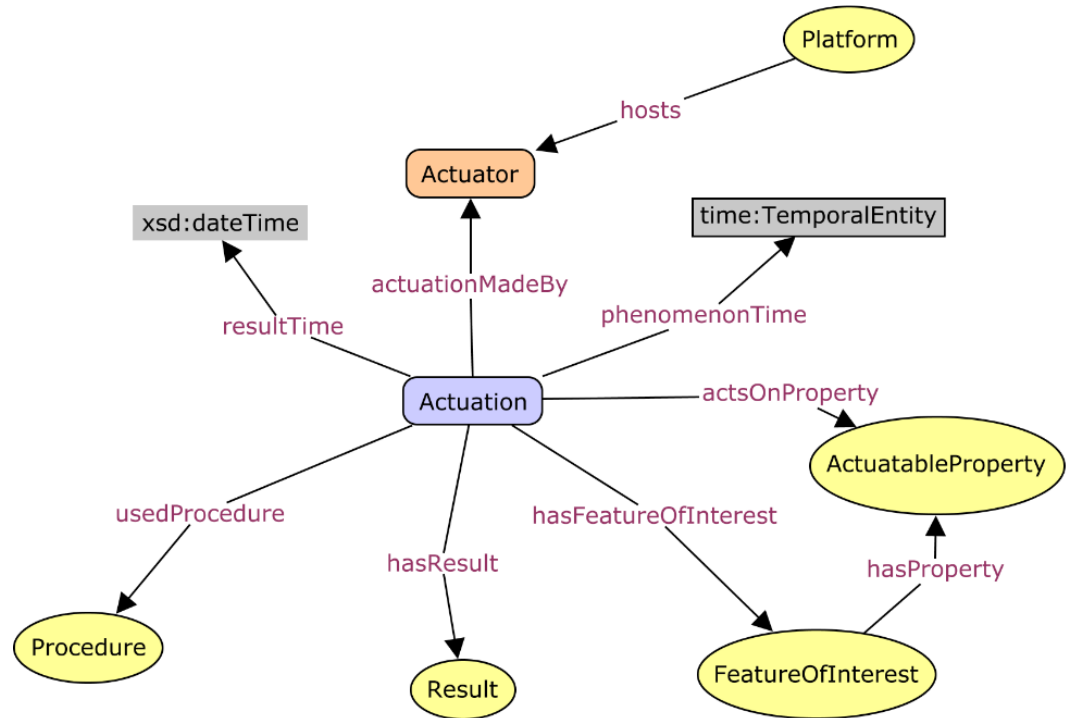 Platform
hosts
Actuator
xsd:dateTime
time:TemporalEntity
actuationMadeBy
phenomenonTime
resultTime
Actuation
actsOnProperty
ActuatableProperty
usedProcedure
hasFeatureOfInterest
hasResult
hasProperty
Procedure
Result
FeatureOfInterest